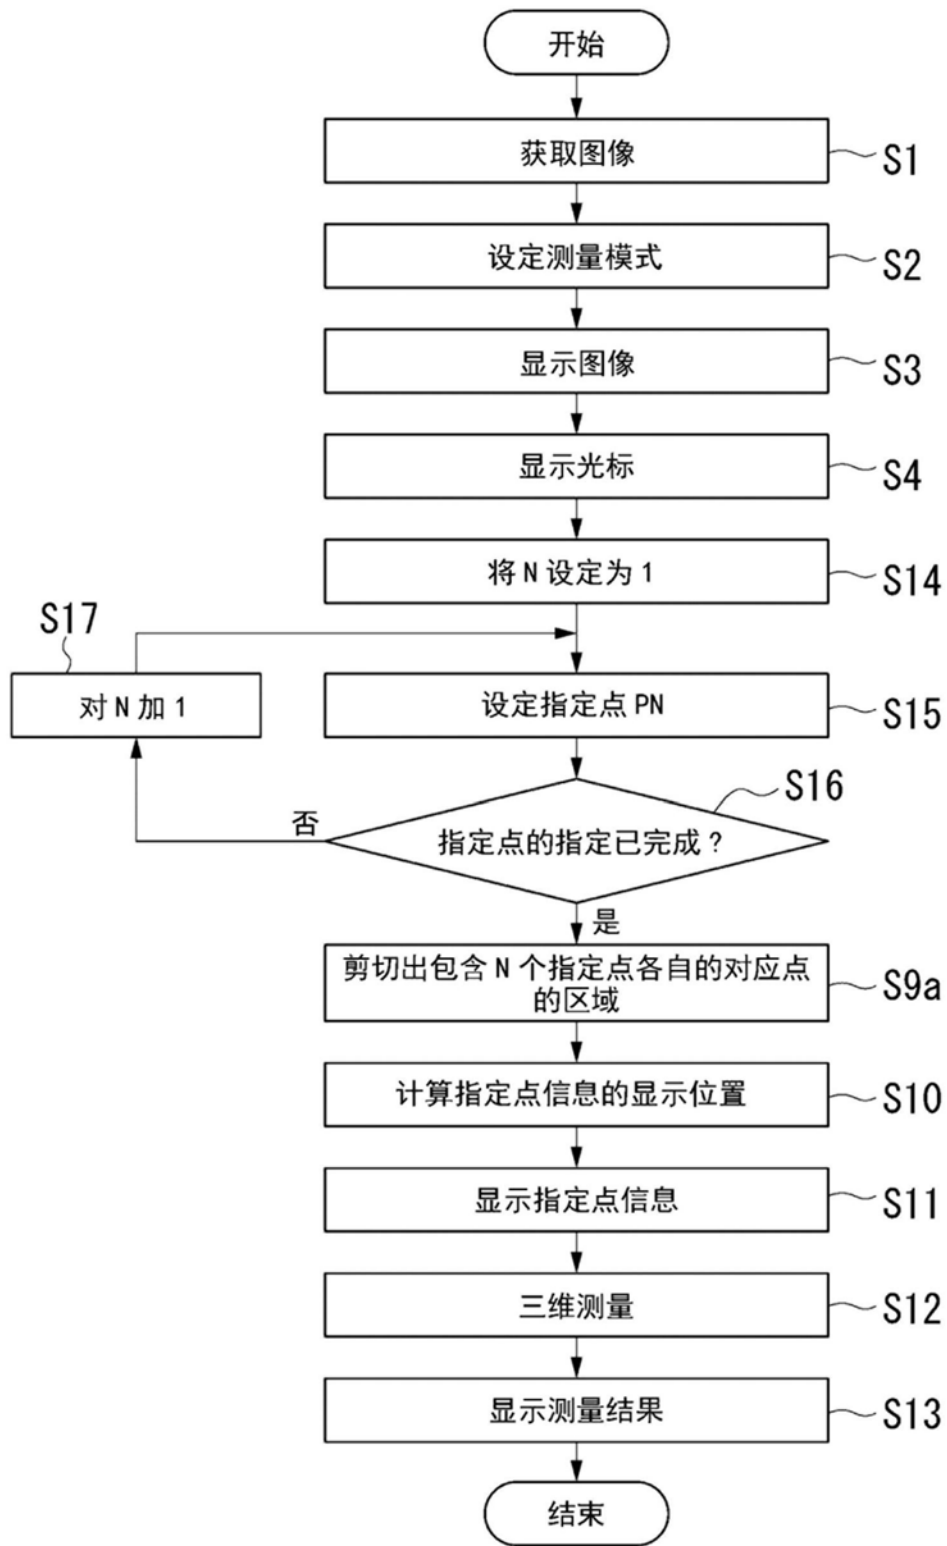 开始
获取图像
S1
设定测量模式
S2
显示图像
S3
显示光标
S4
将 N 设定为 1
S14
S17
对 N 加 1
设定指定点 PN
S15
S16
指定点的指定已完成?
否
是
剪切出包含 N 个指定点各自的对应点
的区域
S9a
计算指定点信息的显示位置
S10
显示指定点信息
S11
三维测量
S12
显示测量结果
S13
结束